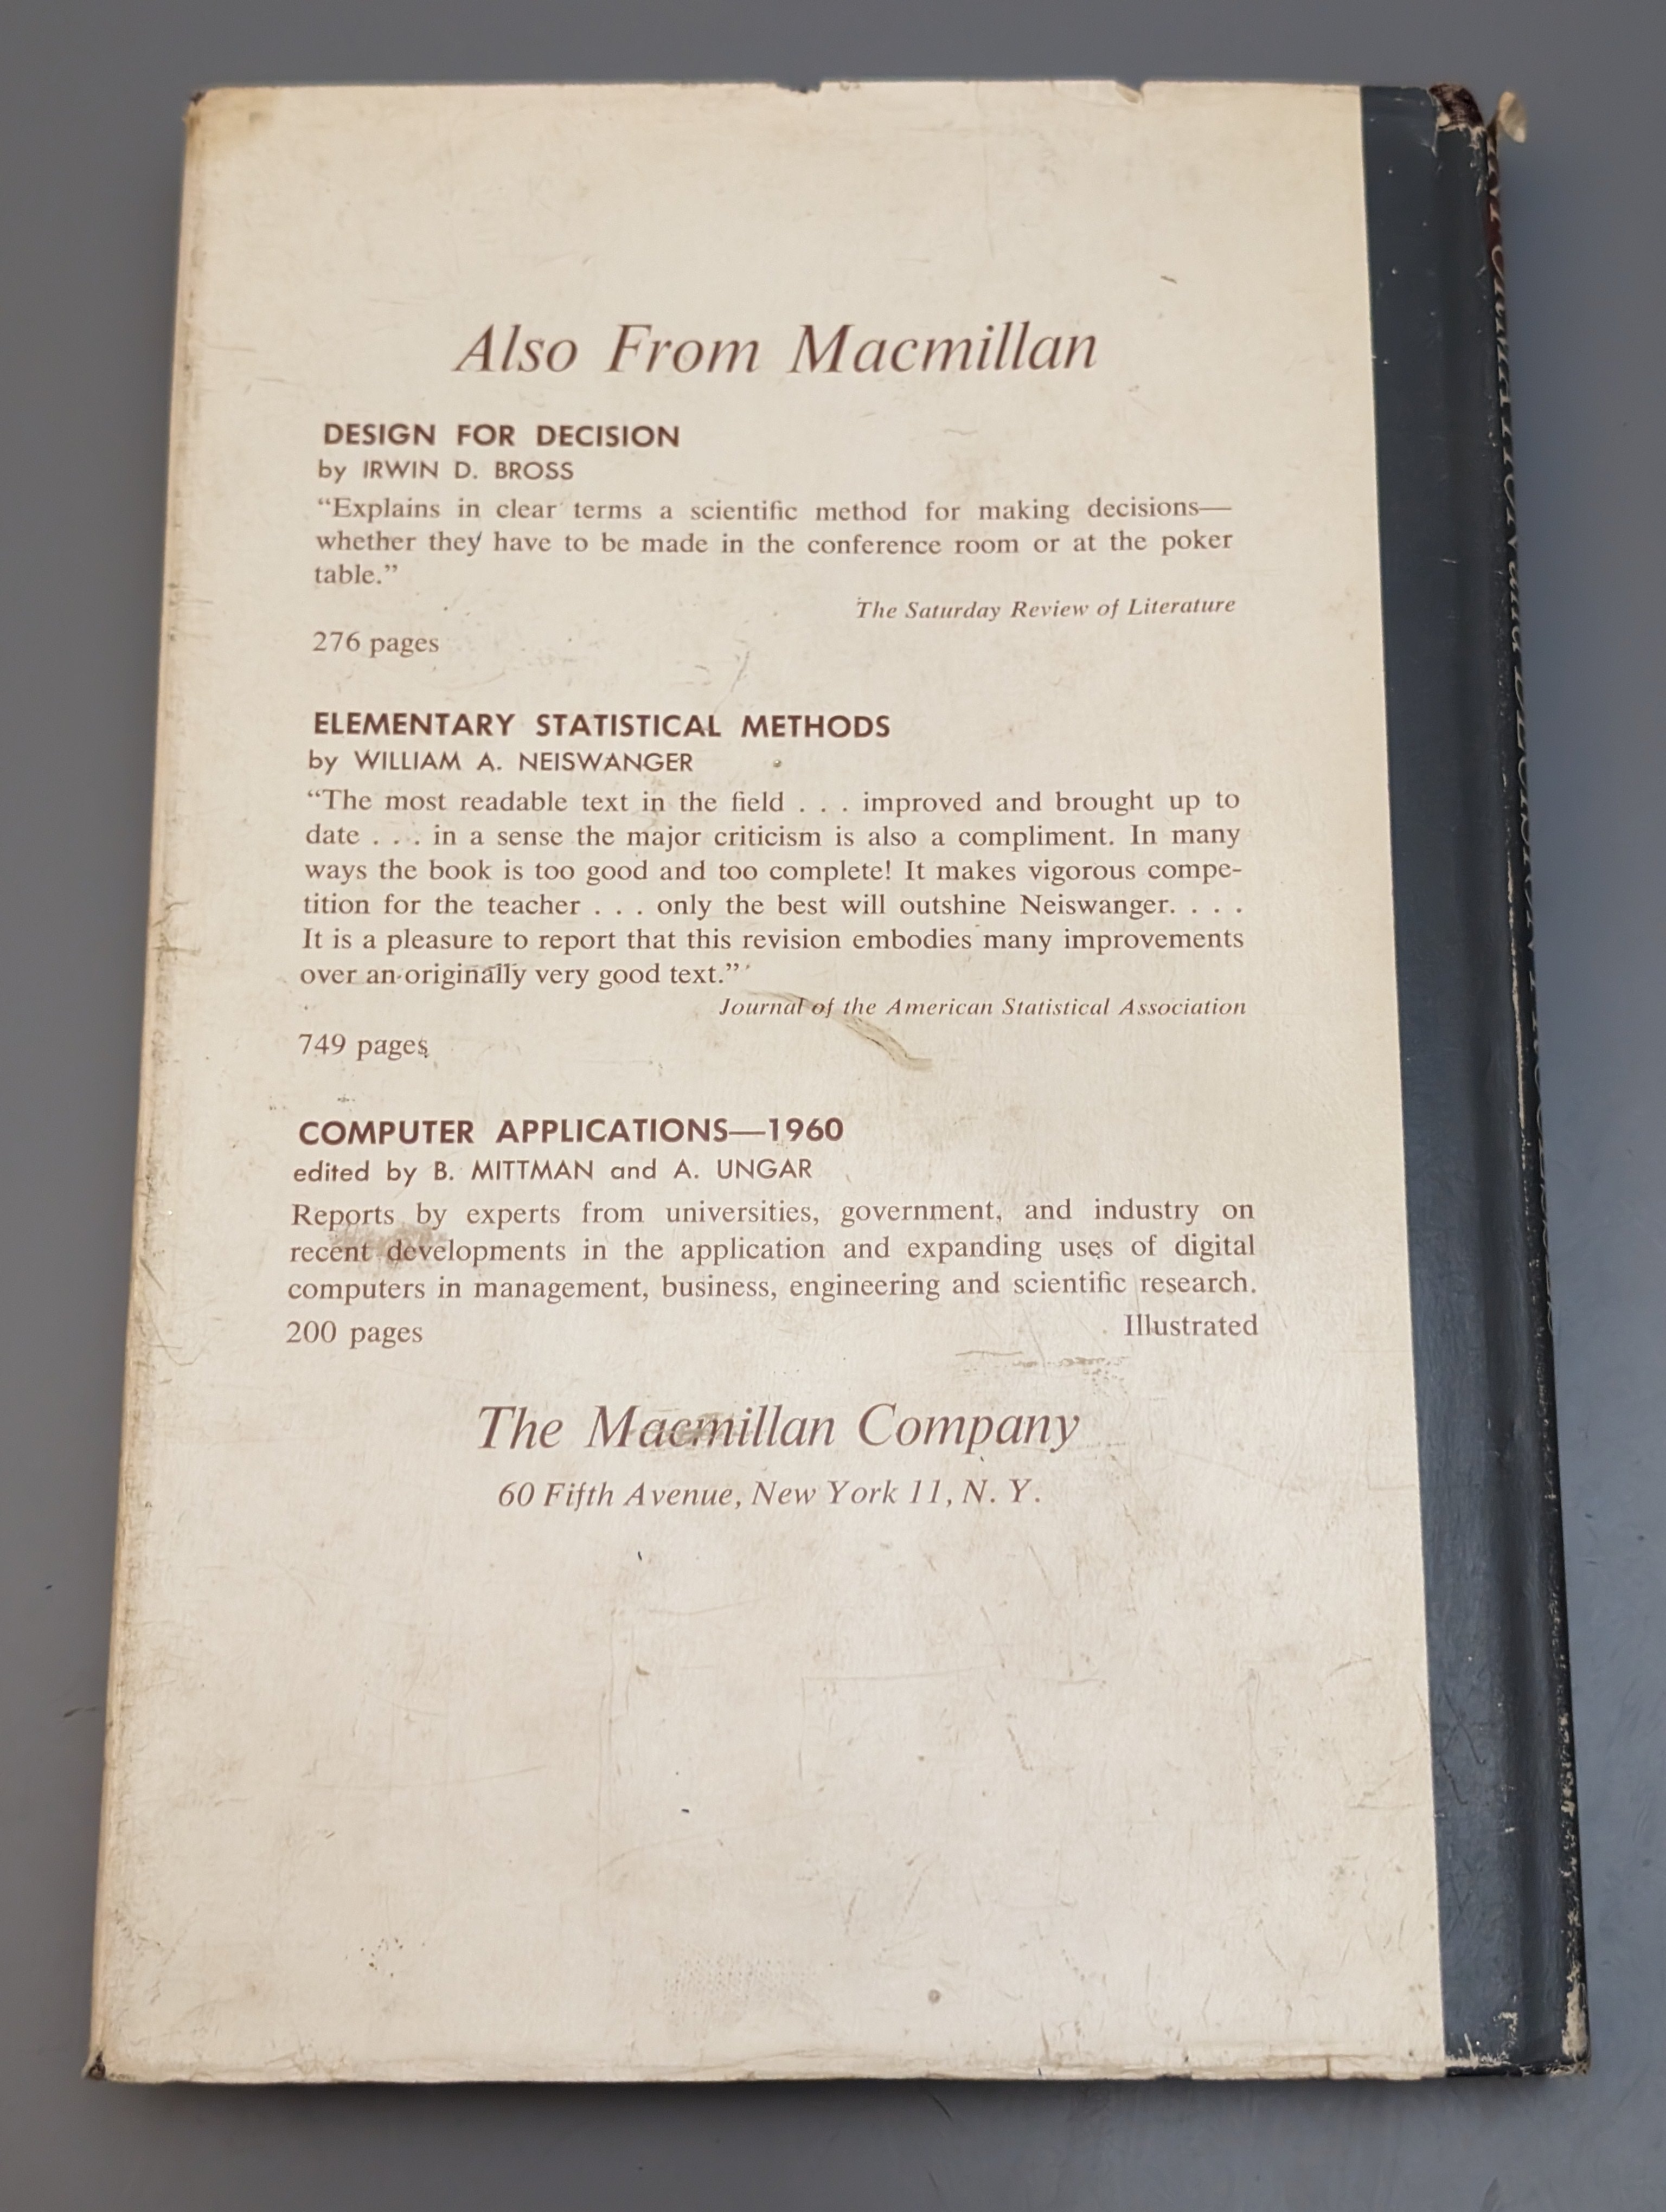 Also From Macmillan
DESIGN FOR DECISION
by IRWIN D. BROSS
“Explains in clear terms a scientific method for making decisions—
whether they have to be made in the conference room or at the poker
table.”
The Saturday Review of Literature
276 pages
ELEMENTARY STATISTICAL METHODS
by WILLIAM A. NEISWANGER
“The most readable text in the field . . . improved and brought up to
date . . . in a sense the major criticism is also a compliment. In many
ways the book is too good and too complete! It makes vigorous compe-
tition for the teacher . . . only the best will outshine Neiswanger. . . .
It is a pleasure to report that this revision embodies many improvements
over an originally very good text.”
Journal of the American Statistical Association
749 pages
COMPUTER APPLICATIONS—1960
edited by B. MITTMAN and A. UNGAR
Reports by experts from universities, government, and industry on
recent developments in the application and expanding uses of digital
computers in management, business, engineering and scientific research.
200 pages Illustrated
The Macmillan Company
60 Fifth Avenue, New York 11, N. Y.